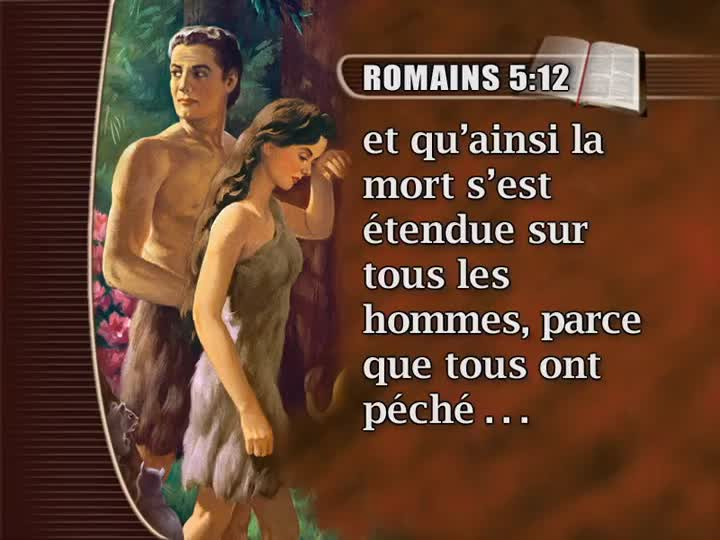 ROMAINS 5:12
et qu’ainsi la
mort s’est
étendue sur
tous les
hommes, parce
que tous ont
péché . . .